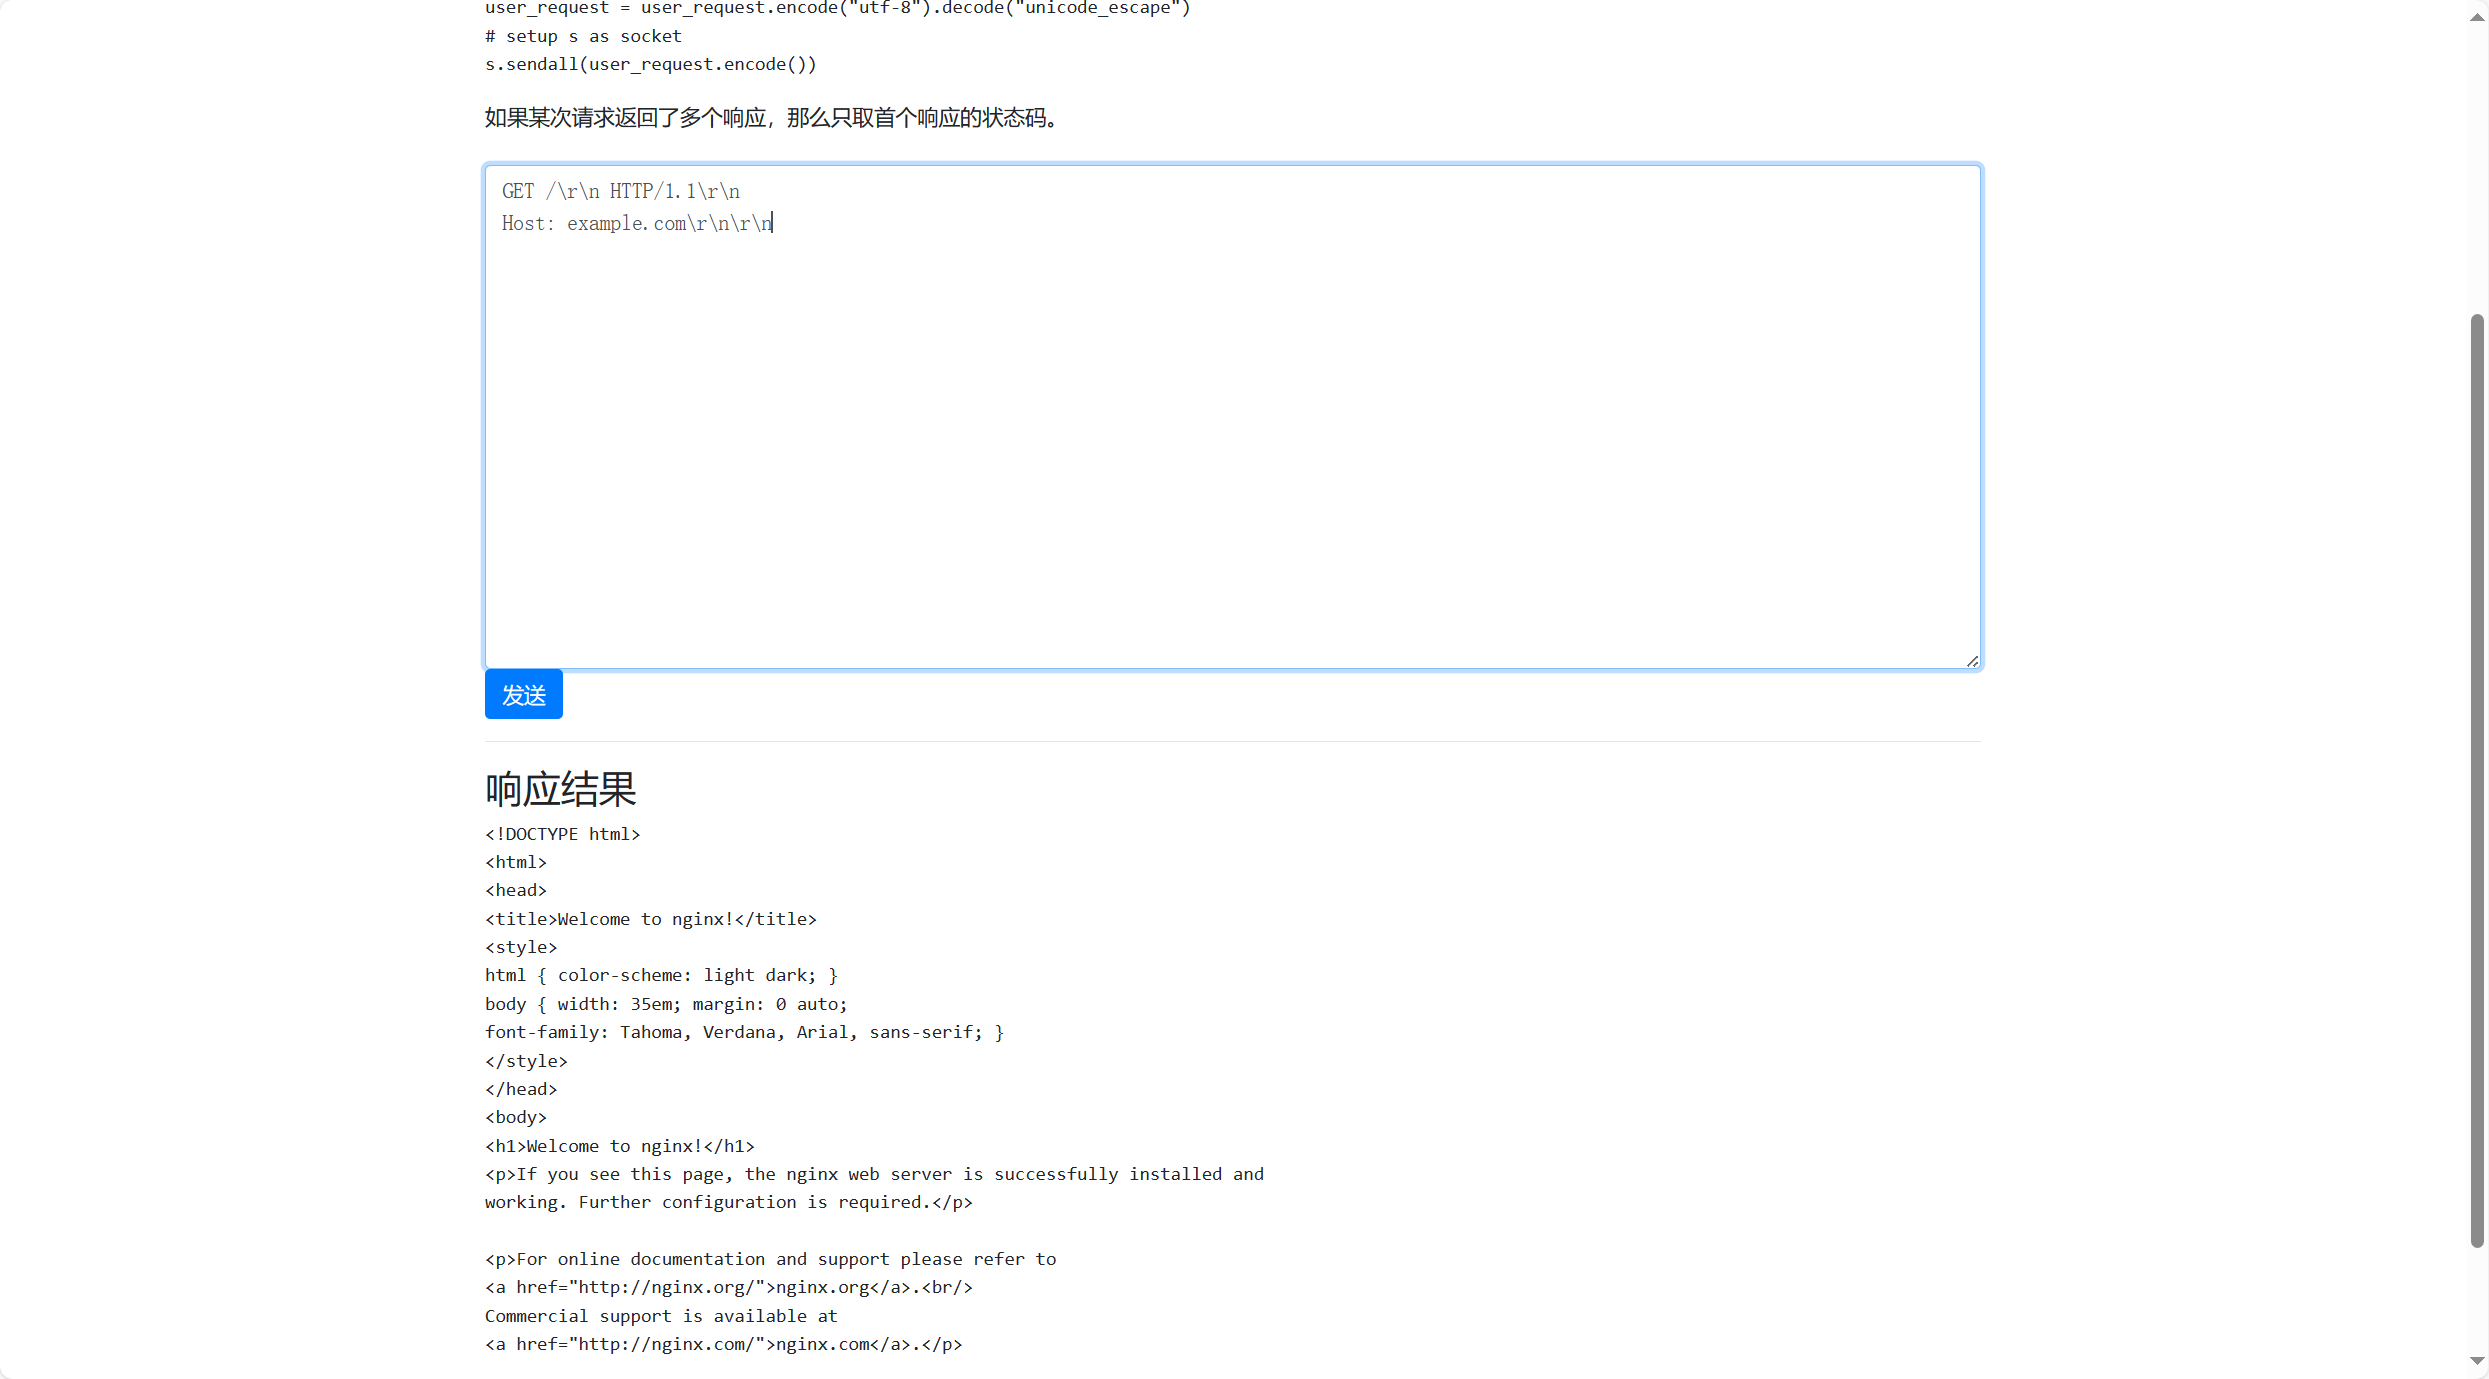 user_request = user_request.encode("utf-8").decode("unicode_escape")
# setup s as socket
s.sendall(user_request.encode())
如果某次请求返回了多个响应，那么只取首个响应的状态码。
GET /\r\n HTTP/1.1\r\n
Host: example.com\r\n\r\n
发送
响应结果
<!DOCTYPE html>
<html>
<head>
<title>Welcome to nginx!</title>
<style>
html { color-scheme: light dark; }
body { width: 35em; margin: 0 auto;
font-family: Tahoma, Verdana, Arial, sans-serif; }
</style>
</head>
<body>
<h1>Welcome to nginx!</h1>
<p>If you see this page, the nginx web server is successfully installed and
working. Further configuration is required.</p>
<p>For online documentation and support please refer to
<a href="http://nginx.org/">nginx.org</a>.<br/>
Commercial support is available at
<a href="http://nginx.com/">nginx.com</a>.</p>